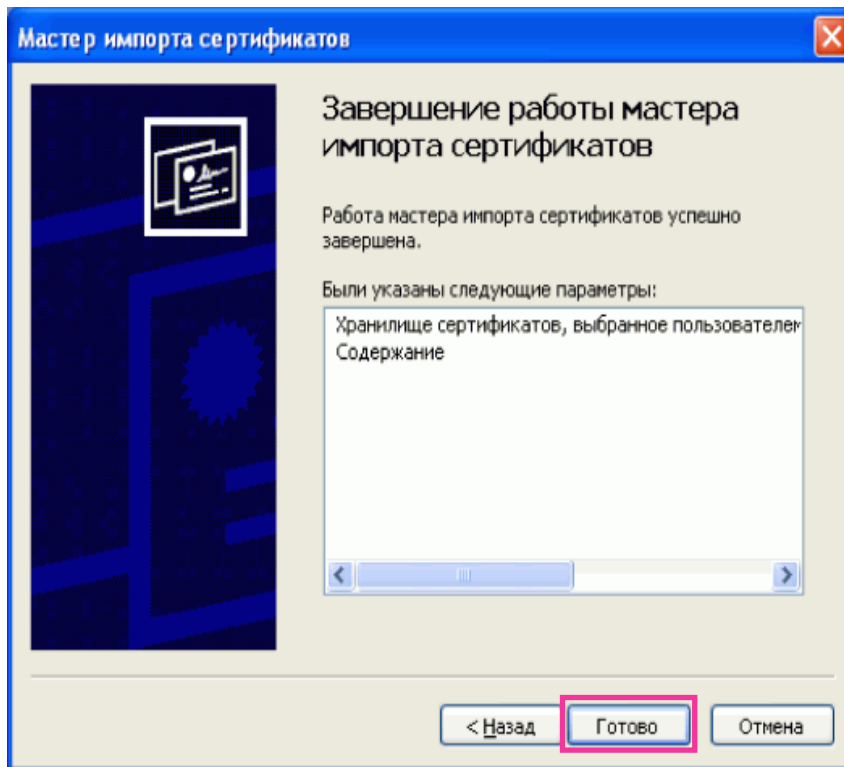 Мастер импорта сертификатов
Завершение работы мастера
импорта сертификатов
Работа мастера импорта сертификатов успешно
завершена.
Были указаны следующие параметры:
Хранилище сертификатов, выбранное пользователем
Содержание
< Назад
Готово
Отмена